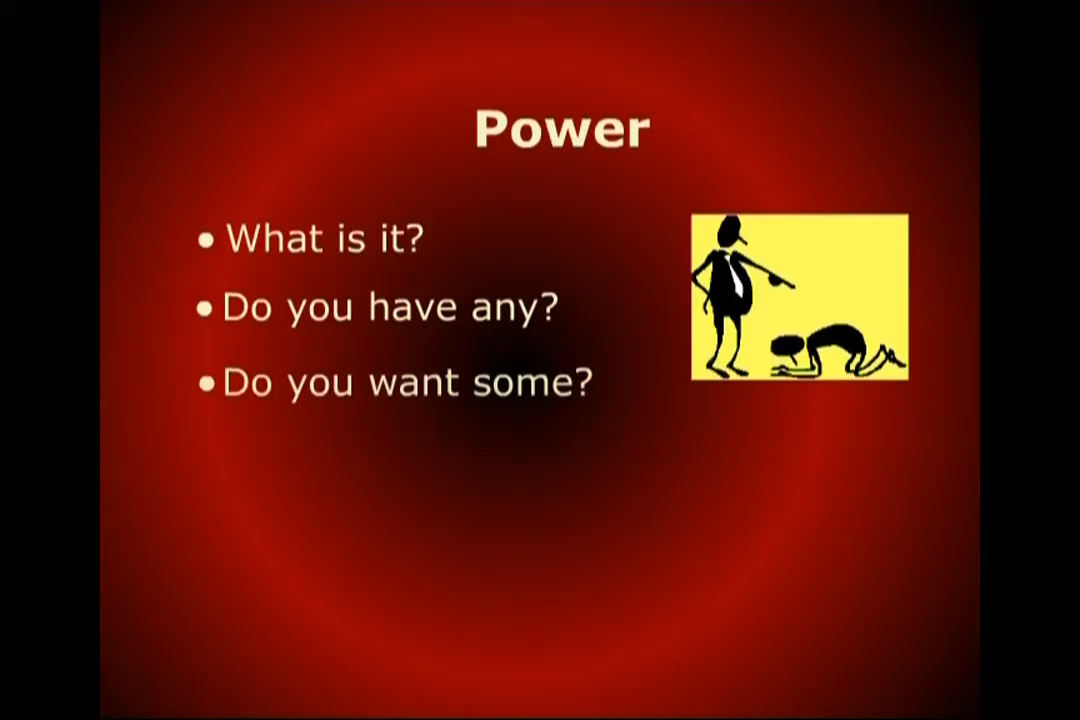 Power
• What is it?
• Do you have any?
• Do you want some?